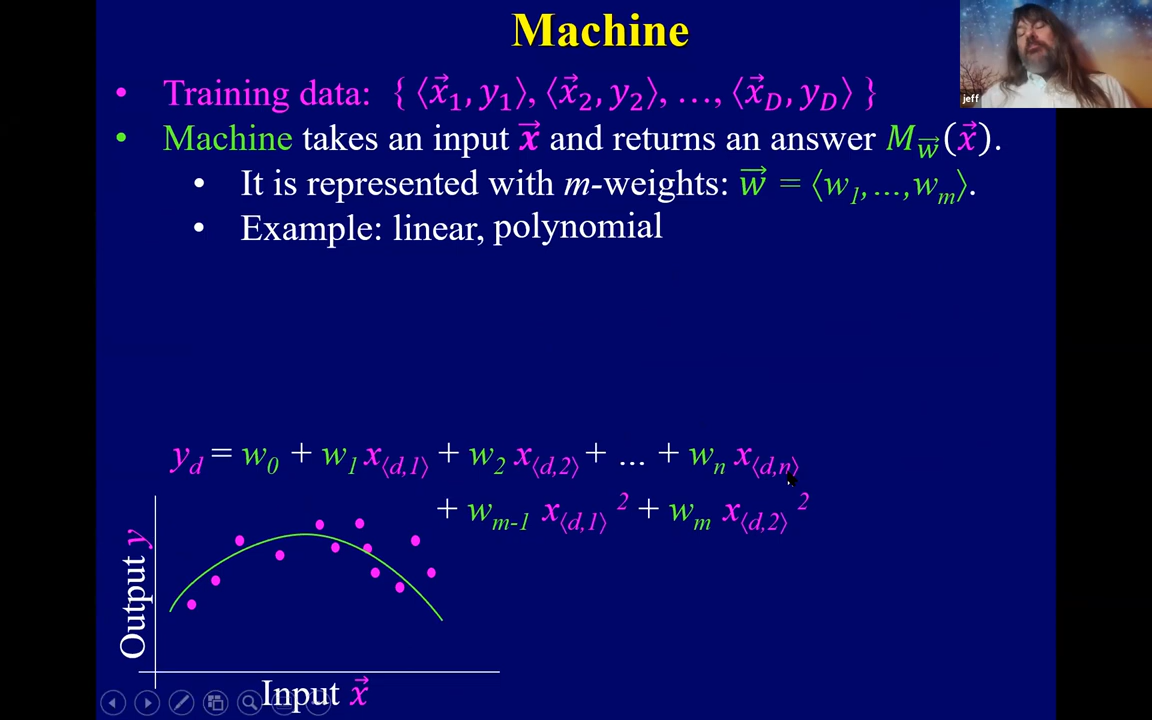 Machine
jeff
• Training data: { ⟨x⃗₁, y₁⟩, ⟨x⃗₂, y₂⟩, …, ⟨x⃗_D, y_D⟩ }
• Machine takes an input x⃗ and returns an answer M_w⃗(x⃗).
• It is represented with m-weights: w⃗ = ⟨w₁,…,w_m⟩.
• Example: linear, polynomial
y_d = w₀ + w₁ x_⟨d,1⟩ + w₂ x_⟨d,2⟩ + … + w_n x_⟨d,n⟩
+ w_m-1 x_⟨d,1⟩ ² + w_m x_⟨d,2⟩ ²
Output y
Input x⃗